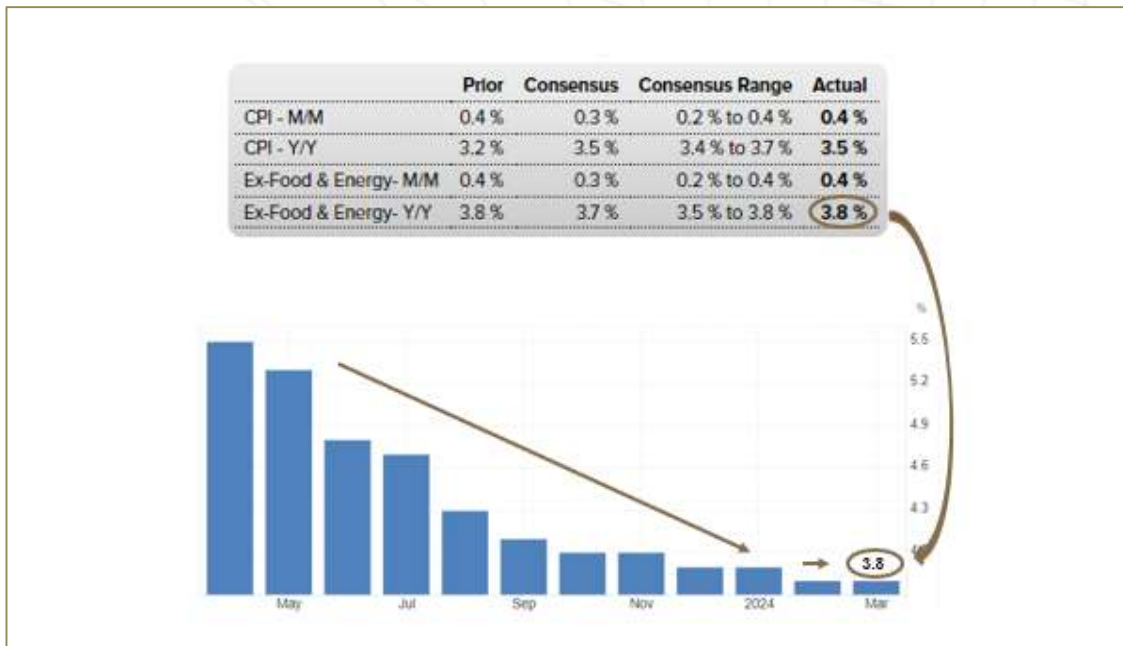 Prior Consensus Consensus Range Actual
CPI - M/M 0.4 % 0.3 % 0.2 % to 0.4 % 0.4 %
CPI - Y/Y 3.2 % 3.5 % 3.4 % to 3.7 % 3.5 %
Ex-Food & Energy- M/M 0.4 % 0.3 % 0.2 % to 0.4 % 0.4 %
Ex-Food & Energy- Y/Y 3.8 % 3.7 % 3.5 % to 3.8 % 3.8 %
%
5.5
5.2
4.9
4.6
4.3
3.8
May Jul Sep Nov 2024 Mar